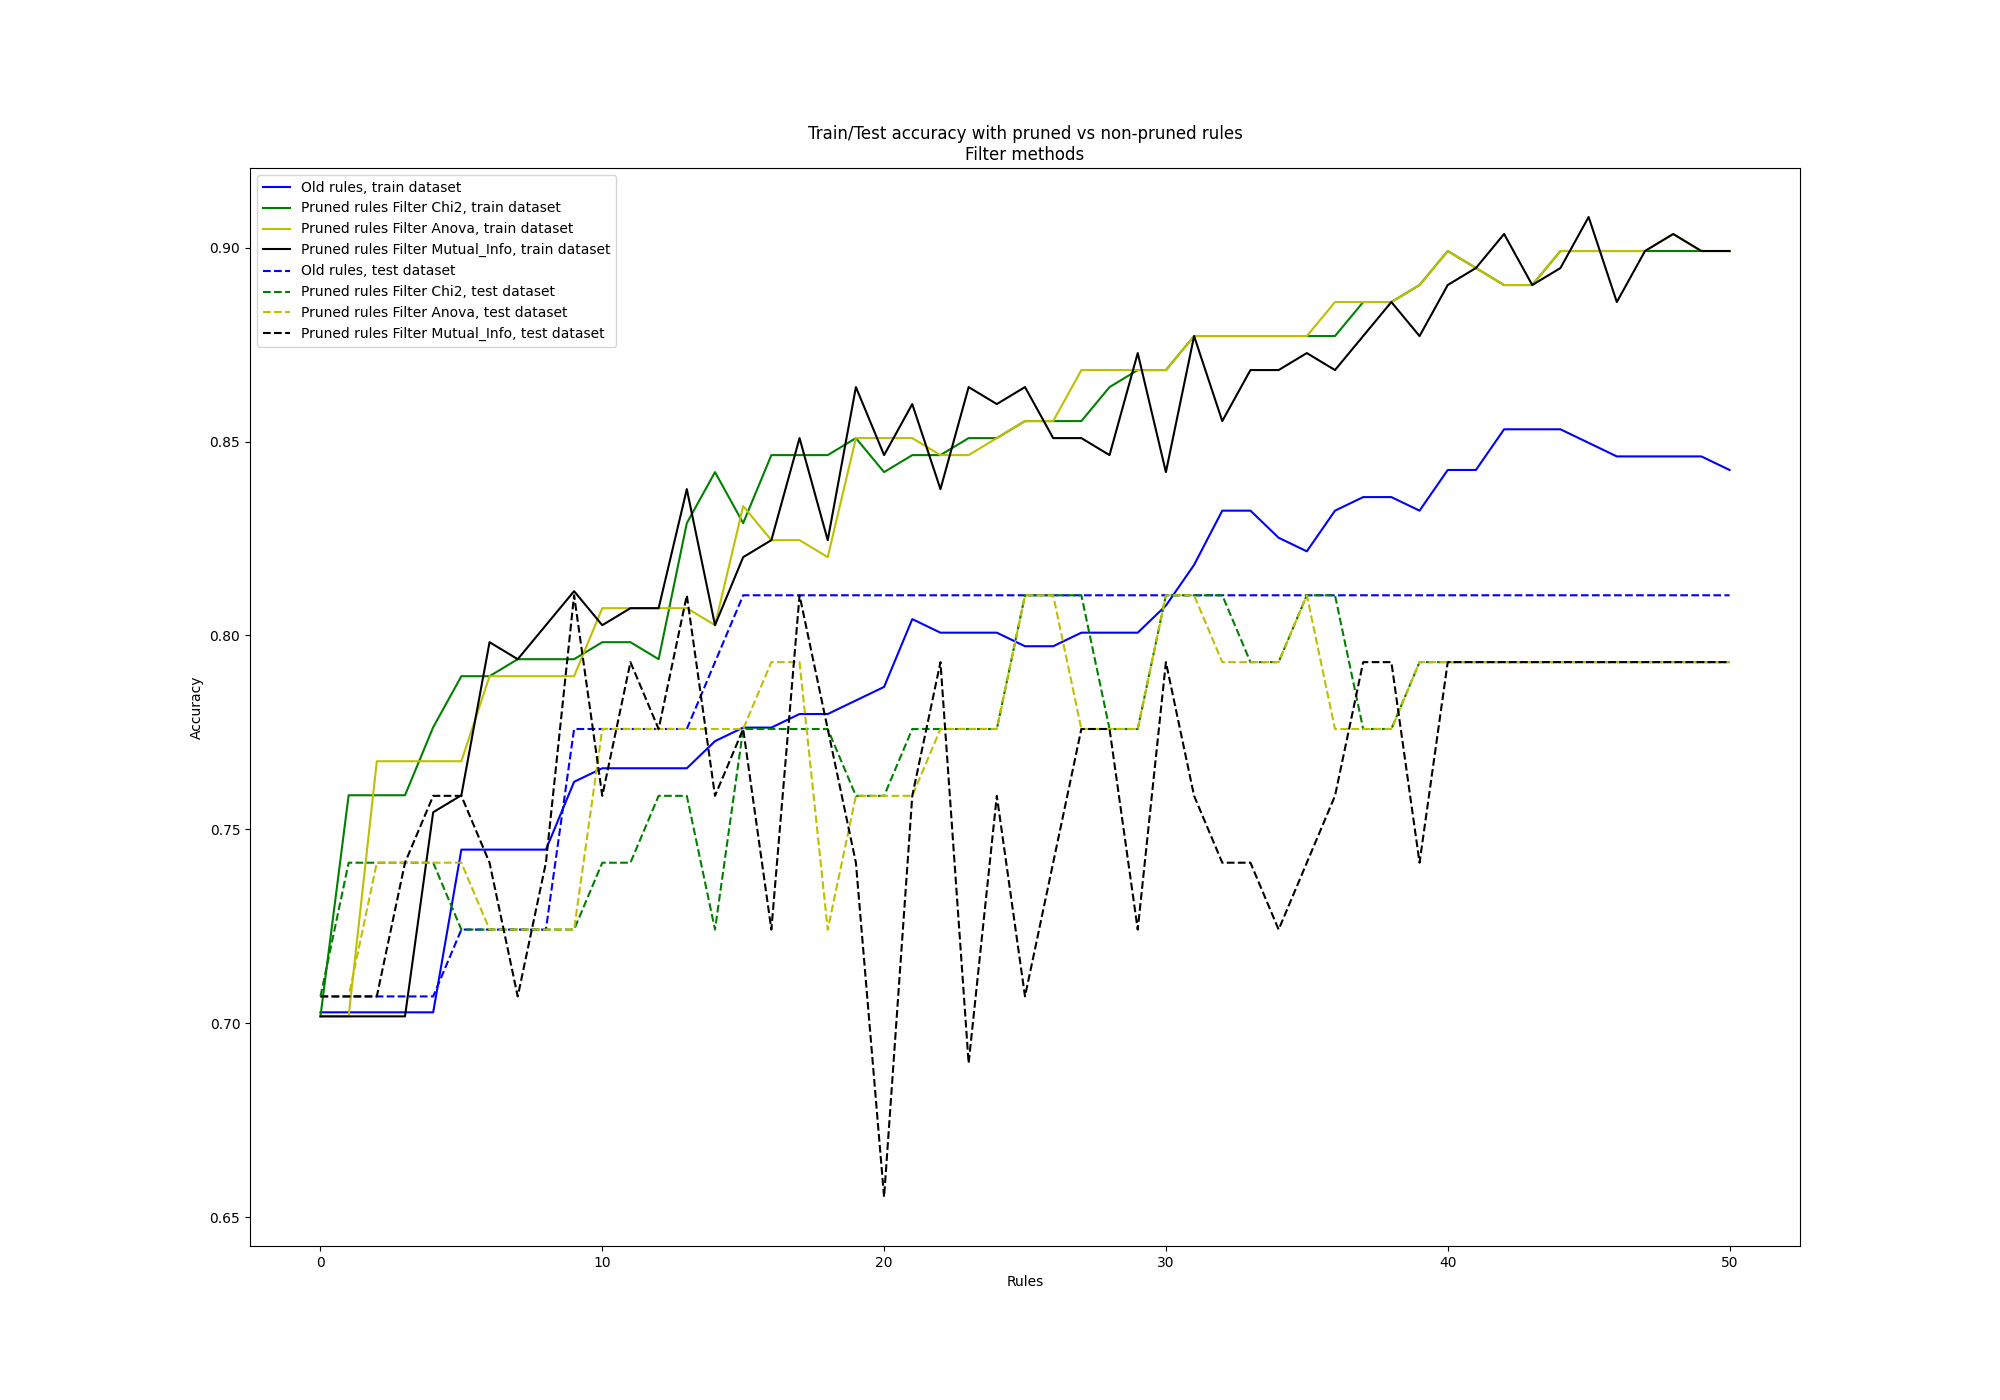 Train/Test accuracy with pruned vs non-pruned rules
Filter methods
Old rules, train dataset
Pruned rules Filter Chi2, train dataset
Pruned rules Filter Anova, train dataset
Pruned rules Filter Mutual_Info, train dataset
Old rules, test dataset
Pruned rules Filter Chi2, test dataset
Pruned rules Filter Anova, test dataset
Pruned rules Filter Mutual_Info, test dataset
0.90
0.85
0.80
0.75
0.70
0.65
Accuracy
0 10 20 30 40 50
Rules